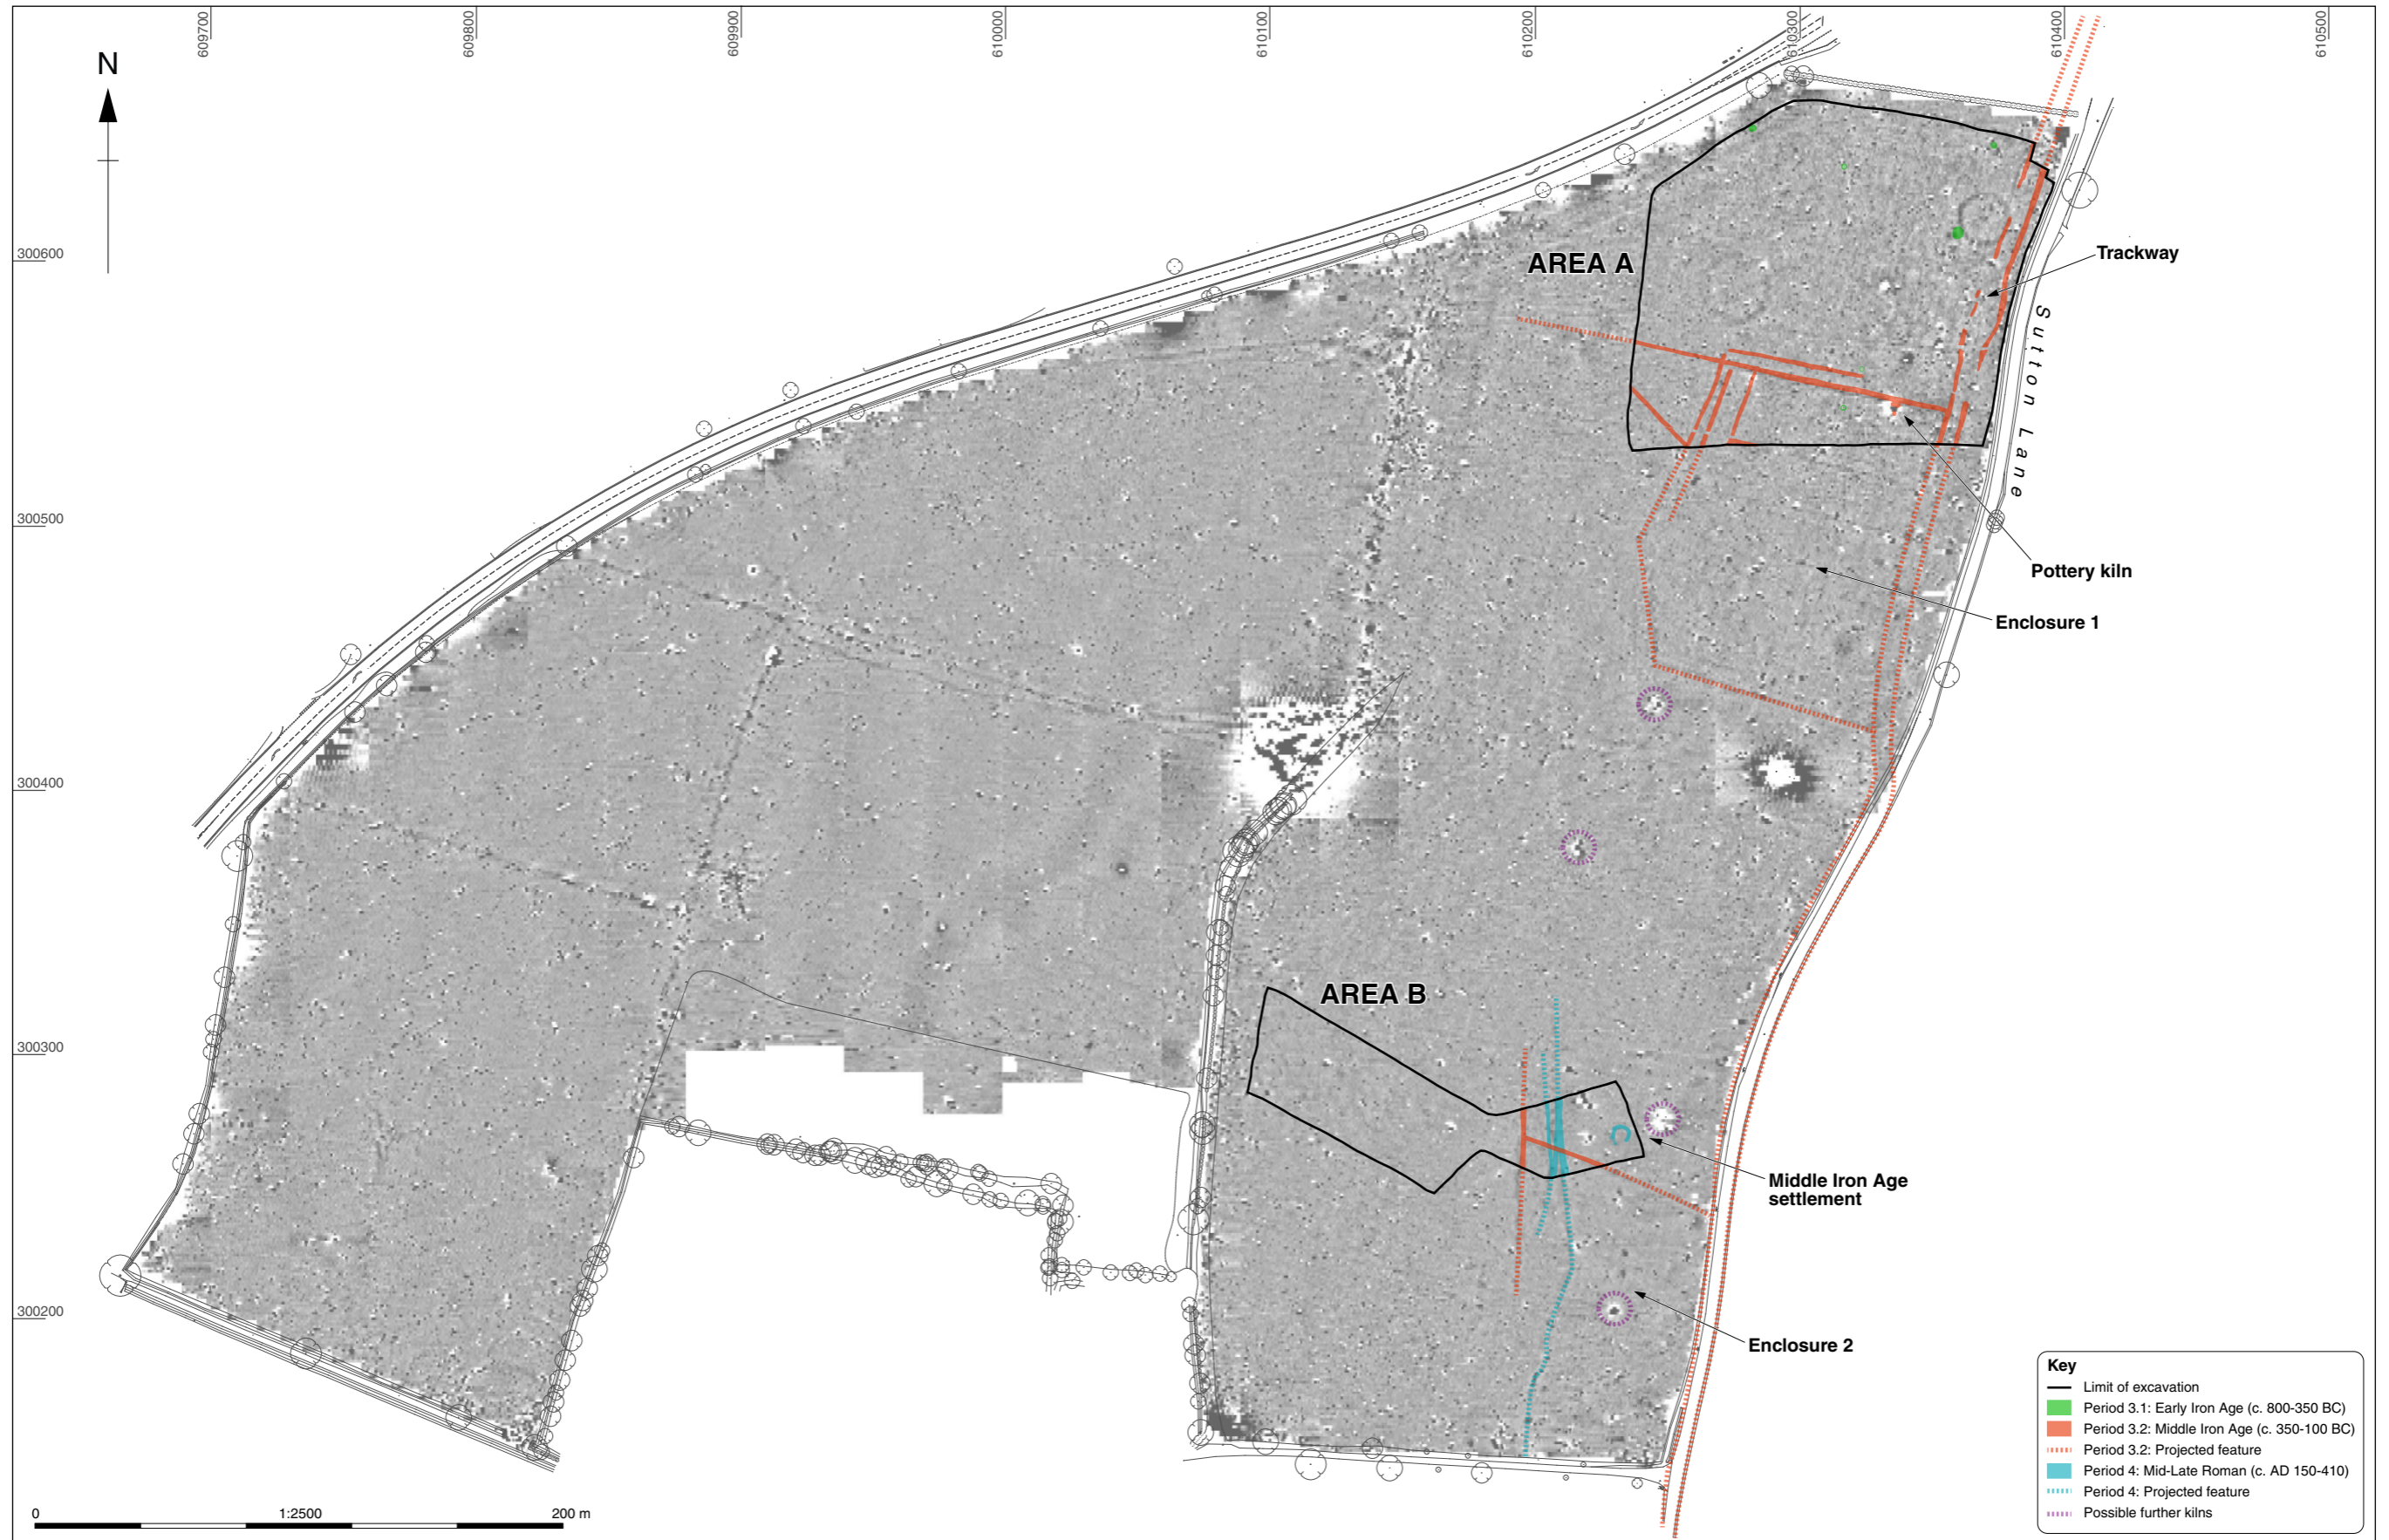 609700
609800
609900
610000
610100
610200
610300
610400
610500
N
300600
300500
300400
300300
300200
AREA A
Trackway
Sutton Lane
Pottery kiln
Enclosure 1
AREA B
Middle Iron Age
settlement
Enclosure 2
Key
Limit of excavation
Period 3.1: Early Iron Age (c. 800-350 BC)
Period 3.2: Middle Iron Age (c. 350-100 BC)
Period 3.2: Projected feature
Period 4: Mid-Late Roman (c. AD 150-410)
Period 4: Projected feature
Possible further kilns
0 1:2500 200 m